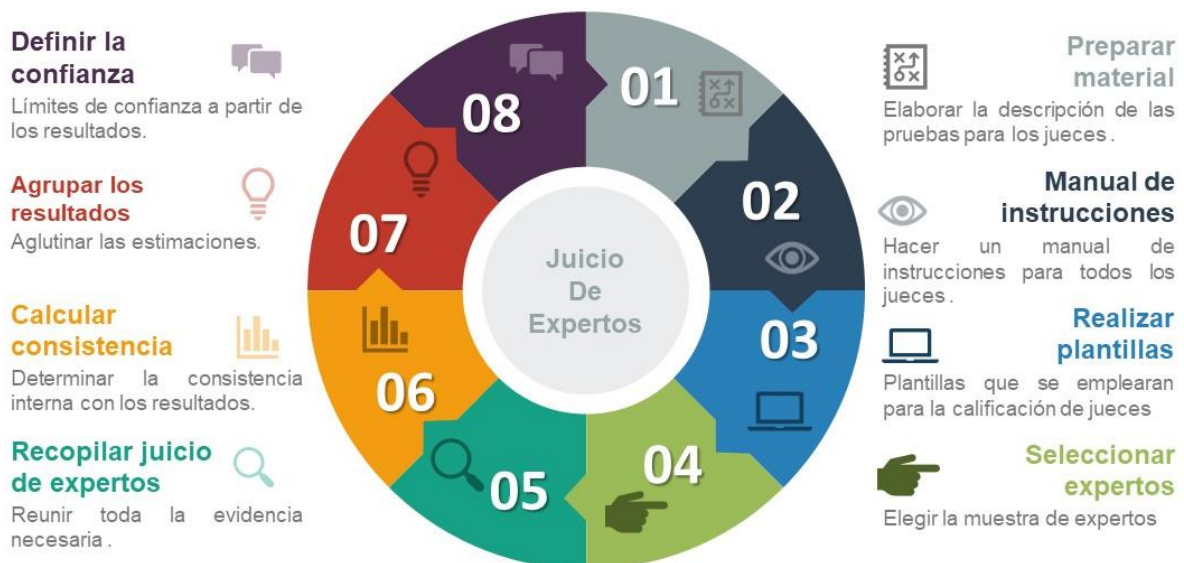 Definir la
confianza
Límites de confianza a partir de
los resultados.
Agrupar los
resultados
Aglutinar las estimaciones.
Calcular
consistencia
Determinar la consistencia
interna con los resultados.
Recopilar juicio
de expertos
Reunir toda la evidencia
necesaria .
08
01
02
07
03
06
04
05
Juicio
De
Expertos
Preparar
material
Elaborar la descripción de las
pruebas para los jueces .
Manual de
instrucciones
Hacer un manual de
instrucciones para todos los
jueces .
Realizar
plantillas
Plantillas que se emplearan
para la calificación de jueces
Seleccionar
expertos
Elegir la muestra de expertos